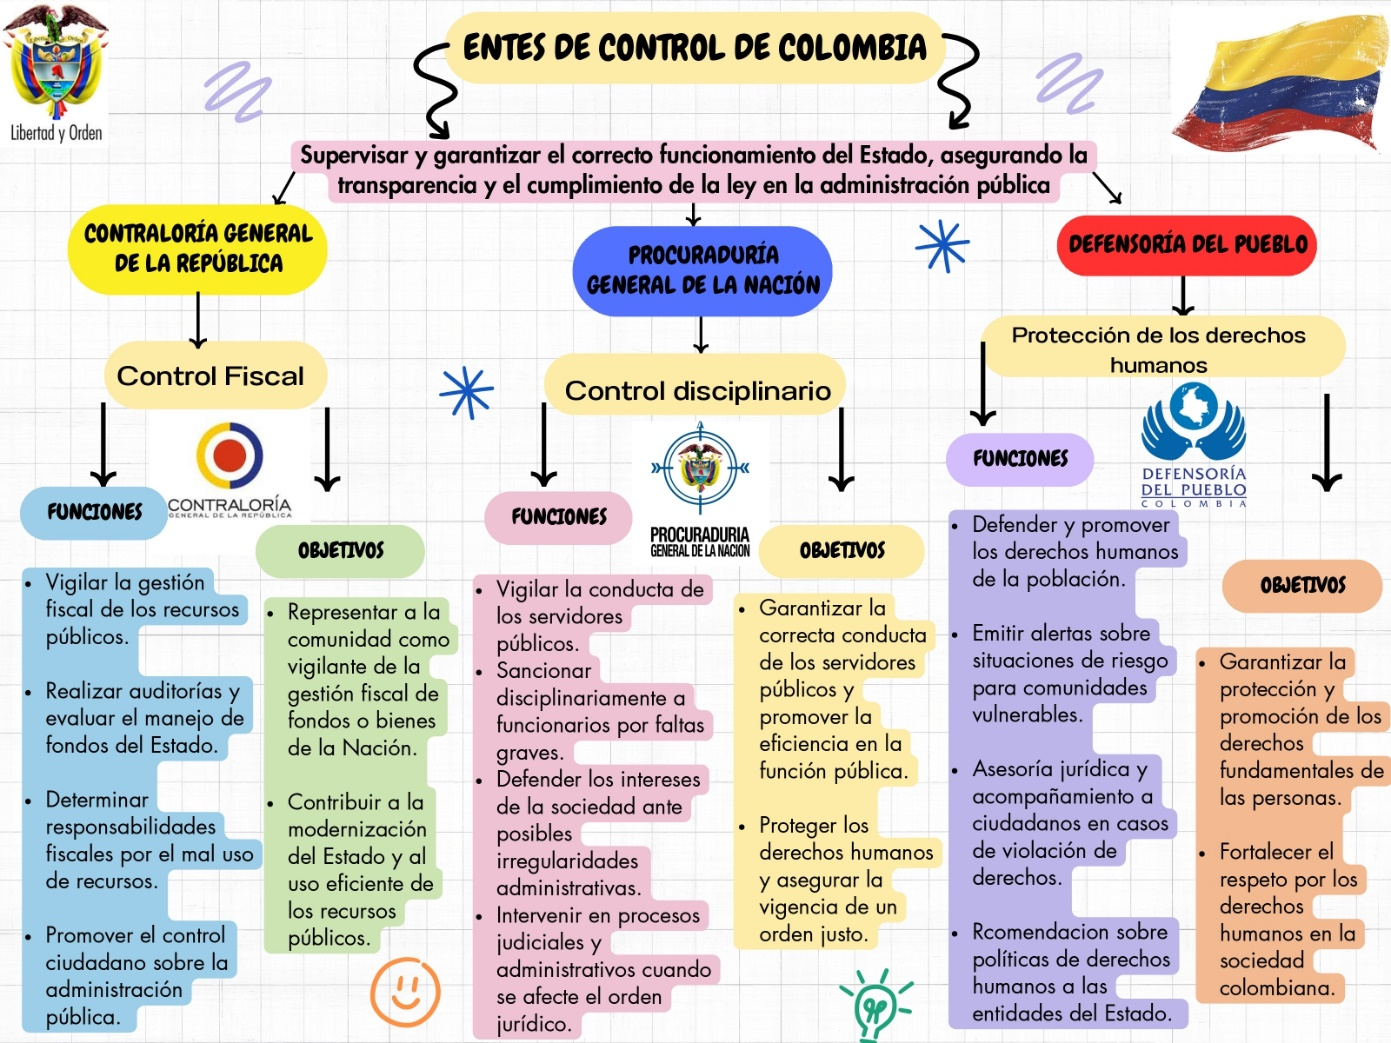 ENTES DE CONTROL DE COLOMBIA
Libertad y Orden
Supervisar y garantizar el correcto funcionamiento del Estado, asegurando la
transparencia y el cumplimiento de la ley en la administración pública
CONTRALORÍA GENERAL
DE LA REPÚBLICA
Control Fiscal
CONTRALORÍA
GENERAL DE LA REPÚBLICA
FUNCIONES
• Vigilar la gestión
fiscal de los recursos
públicos.
• Realizar auditorías y
evaluar el manejo de
fondos del Estado.
• Determinar
responsabilidades
fiscales por el mal uso
de recursos.
• Promover el control
ciudadano sobre la
administración
pública.
OBJETIVOS
• Representar a la
comunidad como
vigilante de la
gestión fiscal de
fondos o bienes
de la Nación.
• Contribuir a la
modernización
del Estado y al
uso eficiente de
los recursos
públicos.
PROCURADURÍA
GENERAL DE LA NACIÓN
Control disciplinario
PROCURADURIA
GENERAL DE LA NACION
FUNCIONES
• Vigilar la conducta de
los servidores
públicos.
• Sancionar
disciplinariamente a
funcionarios por faltas
graves.
• Defender los intereses
de la sociedad ante
posibles
irregularidades
administrativas.
• Intervenir en procesos
judiciales y
administrativos cuando
se afecte el orden
jurídico.
OBJETIVOS
• Garantizar la
correcta conducta
de los servidores
públicos y
promover la
eficiencia en la
función pública.
• Proteger los
derechos humanos
y asegurar la
vigencia de un
orden justo.
DEFENSORÍA DEL PUEBLO
Protección de los derechos
humanos
DEFENSORÍA
DEL PUEBLO
COLOMBIA
FUNCIONES
• Defender y promover
los derechos humanos
de la población.
• Emitir alertas sobre
situaciones de riesgo
para comunidades
vulnerables.
• Asesoría jurídica y
acompañamiento a
ciudadanos en casos
de violación de
derechos.
• Rcomendacion sobre
políticas de derechos
humanos a las
entidades del Estado.
OBJETIVOS
• Garantizar la
protección y
promoción de los
derechos
fundamentales de
las personas.
• Fortalecer el
respeto por los
derechos
humanos en la
sociedad
colombiana.